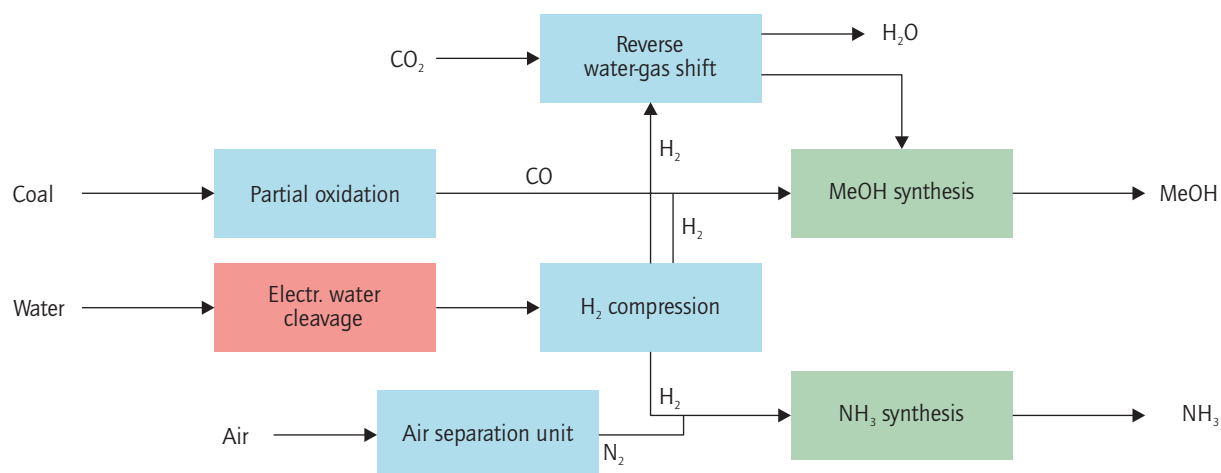 Reverse
water-gas shift
H₂O
CO₂
H₂
Coal
Partial oxidation
CO
MeOH synthesis
MeOH
H₂
Water
Electr. water
cleavage
H₂ compression
H₂
NH₃ synthesis
NH₃
Air
Air separation unit
N₂